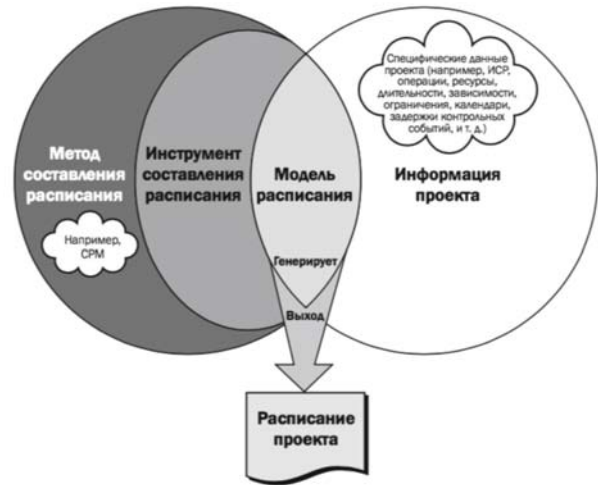 Специфические данные
проекта (например, ИСР,
операции, ресурсы,
длительности, зависимости,
ограничения, календари,
задержки контрольных
событий, и т. д.)
Метод
составления
расписания
Инструмент
составления
расписания
Модель
расписания
Информация
проекта
Например,
CPM
Генерирует
Выход
Расписание
проекта